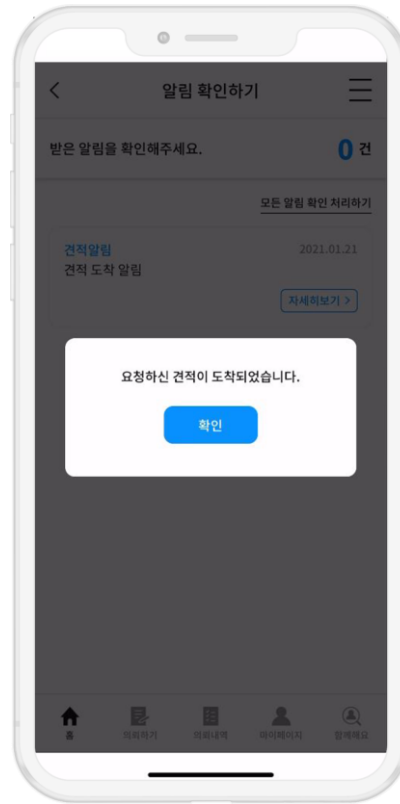 알림 확인하기
받은 알림을 확인해주세요.
0 건
모든 알림 확인 처리하기
견적알림
2021.01.21
견적 도착 알림
자세히보기 >
요청하신 견적이 도착되었습니다.
확인
홈
의뢰하기
의뢰내역
마이페이지
함께해요